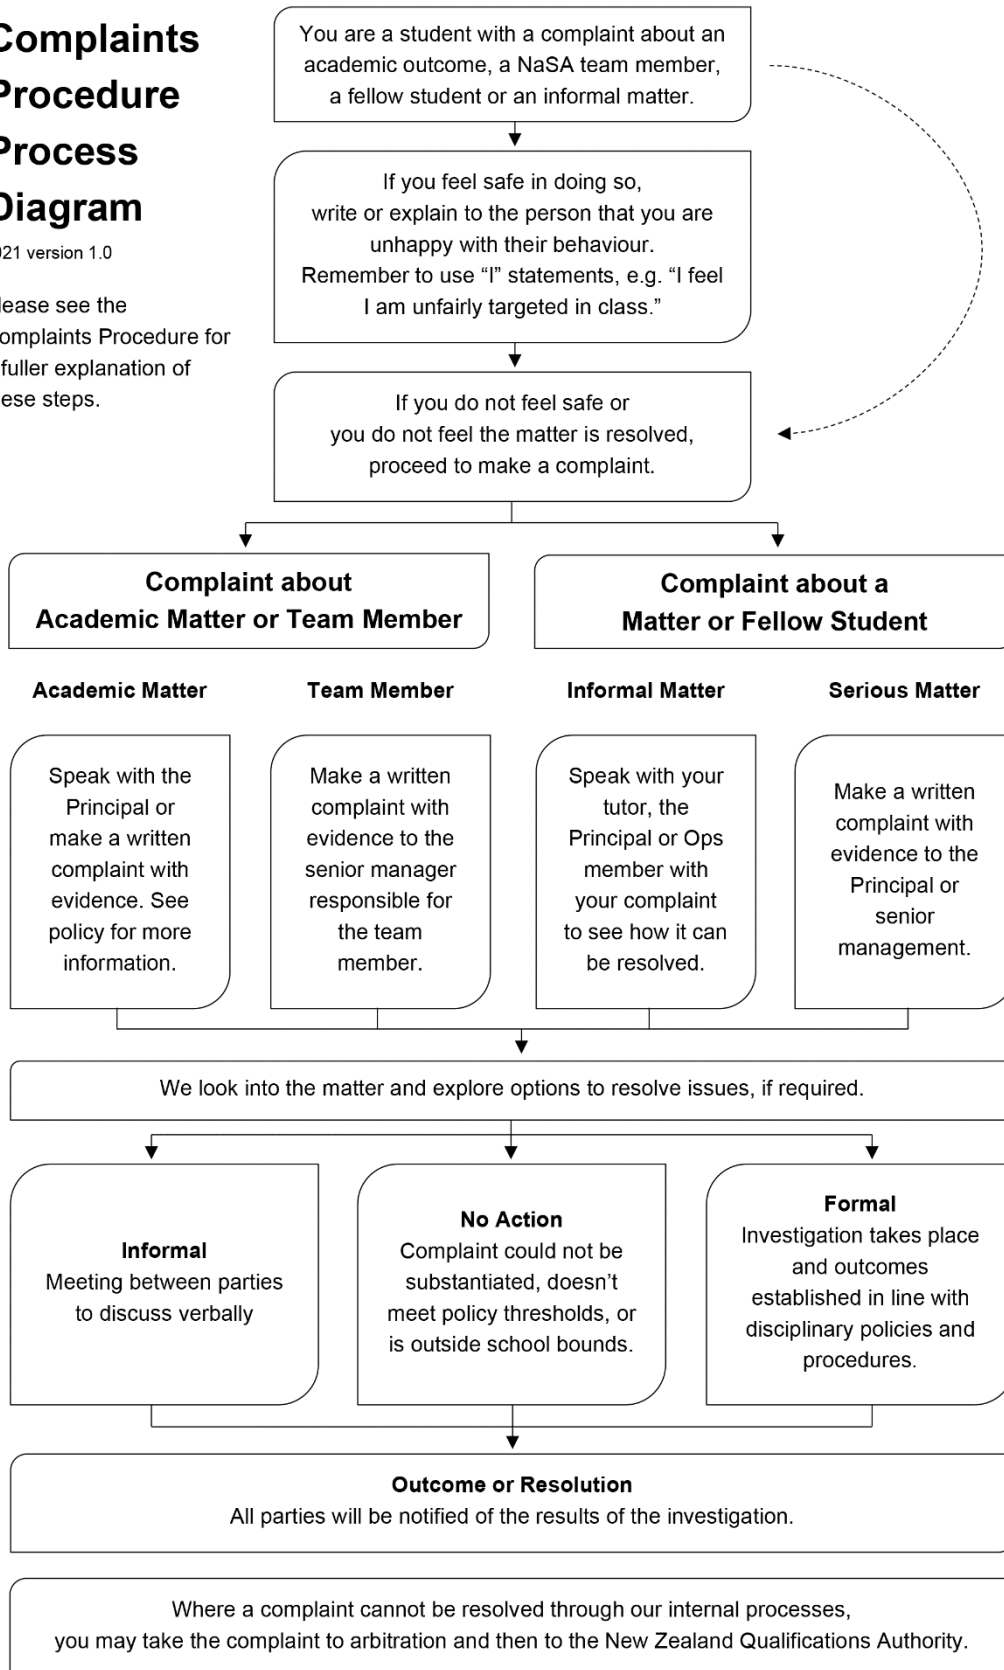 Complaints
Procedure
Process
Diagram
021 version 1.0
Please see the
Complaints Procedure for
fuller explanation of
these steps.
You are a student with a complaint about an
academic outcome, a NaSA team member,
a fellow student or an informal matter.
If you feel safe in doing so,
write or explain to the person that you are
unhappy with their behaviour.
Remember to use “I” statements, e.g. “I feel
I am unfairly targeted in class.”
If you do not feel safe or
you do not feel the matter is resolved,
proceed to make a complaint.
Complaint about
Academic Matter or Team Member
Complaint about a
Matter or Fellow Student
Academic Matter
Speak with the
Principal or
make a written
complaint with
evidence. See
policy for more
information.
Team Member
Make a written
complaint with
evidence to the
senior manager
responsible for
the team
member.
Informal Matter
Speak with your
tutor, the
Principal or Ops
member with
your complaint
to see how it can
be resolved.
Serious Matter
Make a written
complaint with
evidence to the
Principal or
senior
management.
We look into the matter and explore options to resolve issues, if required.
Informal
Meeting between parties
to discuss verbally
No Action
Complaint could not be
substantiated, doesn’t
meet policy thresholds, or
is outside school bounds.
Formal
Investigation takes place
and outcomes
established in line with
disciplinary policies and
procedures.
Outcome or Resolution
All parties will be notified of the results of the investigation.
Where a complaint cannot be resolved through our internal processes,
you may take the complaint to arbitration and then to the New Zealand Qualifications Authority.